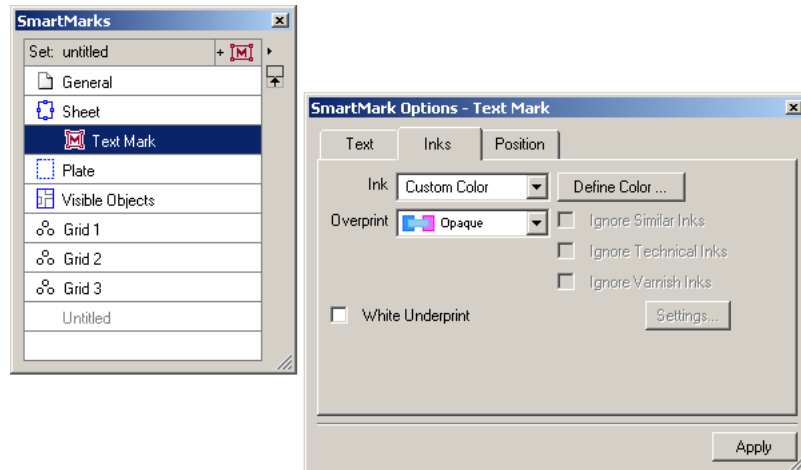 SmartMarks
Set: untitled
+ M
General
Sheet
M Text Mark
Plate
Visible Objects
Grid 1
Grid 2
Grid 3
Untitled
SmartMark Options - Text Mark
Text Inks Position
Ink Custom Color Define Color ...
Overprint Opaque Ignore Similar Inks
Ignore Technical Inks
Ignore Varnish Inks
White Underprint Settings...
Apply